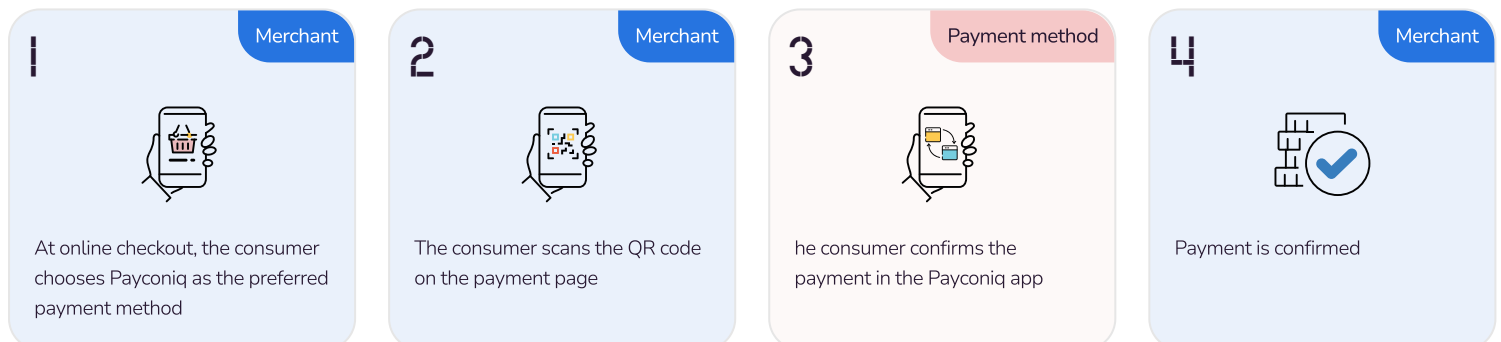 1
Merchant
At online checkout, the consumer
chooses Payconiq as the preferred
payment method
2
Merchant
The consumer scans the QR code
on the payment page
3
Payment method
he consumer confirms the
payment in the Payconiq app
4
Merchant
Payment is confirmed